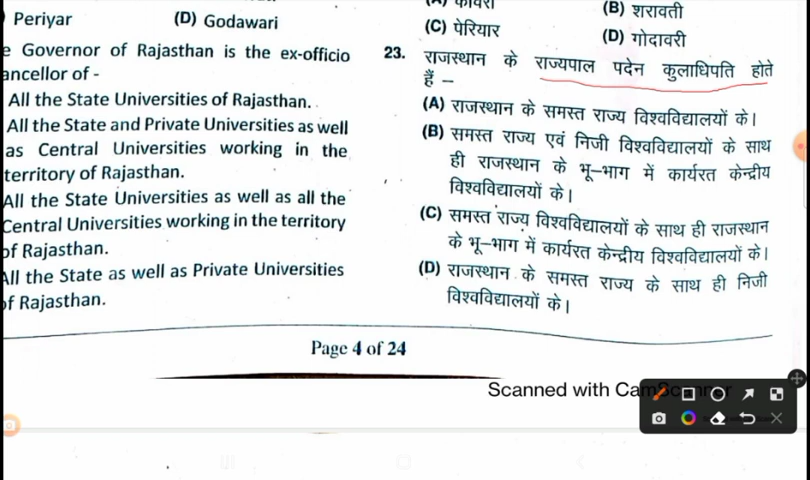 Periyar
(D) Godawari
e Governor of Rajasthan is the ex-officio
ancellor of -
All the State Universities of Rajasthan.
All the State and Private Universities as well
as Central Universities working in the
territory of Rajasthan.
All the State Universities as well as all the
Central Universities working in the territory
of Rajasthan.
All the State as well as Private Universities
of Rajasthan.
(B) शरावती
(C) पेरियार
(D) गोदावरी
23. राजस्थान के राज्यपाल पदेन कुलाधिपति होते
हैं –
(A) राजस्थान के समस्त राज्य विश्वविद्यालयों के।
(B) समस्त राज्य एवं निजी विश्वविद्यालयों के साथ
ही राजस्थान के भू–भाग में कार्यरत केन्द्रीय
विश्वविद्यालयों के।
(C) समस्त राज्य विश्वविद्यालयों के साथ ही राजस्थान
के भू–भाग में कार्यरत केन्द्रीय विश्वविद्यालयों के।
(D) राजस्थान के समस्त राज्य के साथ ही निजी
विश्वविद्यालयों के।
Page 4 of 24
Scanned with CamScanner